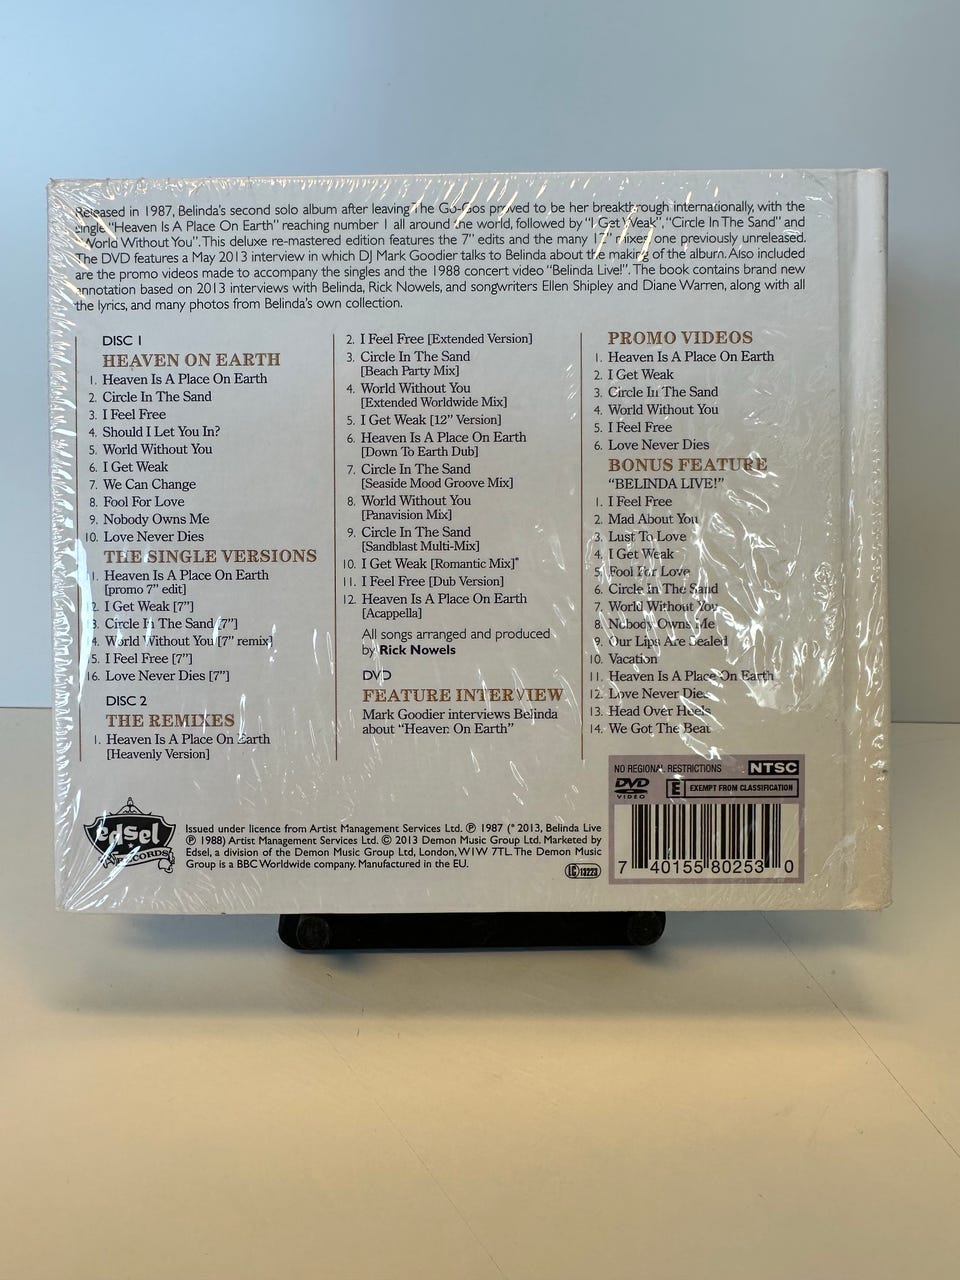 Released in 1987, Belinda's second solo album after leaving The Go-Gos proved to be her breakthrough internationally, with the
single "Heaven Is A Place On Earth" reaching number 1 all around the world, followed by "I Get Weak", "Circle In The Sand" and
"World Without You". This deluxe re-mastered edition features the 7" edits and the many 12" mixes, one previously unreleased.
The DVD features a May 2013 interview in which DJ Mark Goodier talks to Belinda about the making of the album. Also included
are the promo videos made to accompany the singles and the 1988 concert video "Belinda Live!". The book contains brand new
annotation based on 2013 interviews with Belinda, Rick Nowels, and songwriters Ellen Shipley and Diane Warren, along with all
the lyrics, and many photos from Belinda's own collection.
DISC 1
HEAVEN ON EARTH
1. Heaven Is A Place On Earth
2. Circle In The Sand
3. I Feel Free
4. Should I Let You In?
5. World Without You
6. I Get Weak
7. We Can Change
8. Fool For Love
9. Nobody Owns Me
10. Love Never Dies
THE SINGLE VERSIONS
11. Heaven Is A Place On Earth
[promo 7" edit]
12. I Get Weak [7"]
13. Circle In The Sand [7"]
14. World Without You [7" remix]
15. I Feel Free [7"]
16. Love Never Dies [7"]
DISC 2
THE REMIXES
1. Heaven Is A Place On Earth
[Heavenly Version]
2. I Feel Free [Extended Version]
3. Circle In The Sand
[Beach Party Mix]
4. World Without You
[Extended Worldwide Mix]
5. I Get Weak [12" Version]
6. Heaven Is A Place On Earth
[Down To Earth Dub]
7. Circle In The Sand
[Seaside Mood Groove Mix]
8. World Without You
[Panavision Mix]
9. Circle In The Sand
[Sandblast Multi-Mix]
10. I Get Weak [Romantic Mix]*
11. I Feel Free [Dub Version]
12. Heaven Is A Place On Earth
[Acappella]
All songs arranged and produced
by Rick Nowels
DVD
FEATURE INTERVIEW
Mark Goodier interviews Belinda
about "Heaven On Earth"
PROMO VIDEOS
1. Heaven Is A Place On Earth
2. I Get Weak
3. Circle In The Sand
4. World Without You
5. I Feel Free
6. Love Never Dies
BONUS FEATURE
"BELINDA LIVE!"
1. I Feel Free
2. Mad About You
3. Lust To Love
4. I Get Weak
5. Fool For Love
6. Circle In The Sand
7. World Without You
8. Nobody Owns Me
9. Our Lips Are Sealed
10. Vacation
11. Heaven Is A Place On Earth
12. Love Never Dies
13. Head Over Heels
14. We Got The Beat
edsel
RECORDS
Issued under licence from Artist Management Services Ltd. ℗ 1987 (* 2013, Belinda Live
℗ 1988) Artist Management Services Ltd. © 2013 Demon Music Group Ltd. Marketed by
Edsel, a division of the Demon Music Group Ltd, London, W1W 7TL. The Demon Music
Group is a BBC Worldwide company. Manufactured in the EU.
LC 13223
NO REGIONAL RESTRICTIONS NTSC
DVD VIDEO
E EXEMPT FROM CLASSIFICATION
7 40155 80253 0